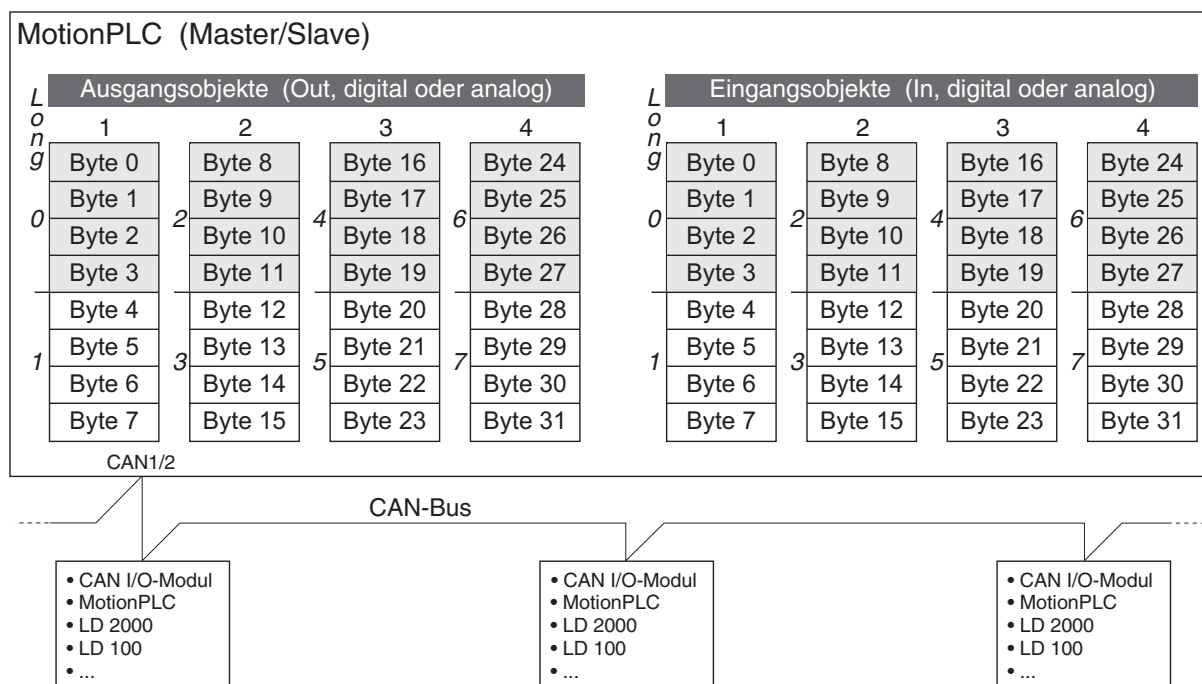 MotionPLC (Master/Slave)
Long
Ausgangsobjekte (Out, digital oder analog)
1 2 3 4
Byte 0 Byte 8 Byte 16 Byte 24
Byte 1 Byte 9 Byte 17 Byte 25
0 2 4 6
Byte 2 Byte 10 Byte 18 Byte 26
Byte 3 Byte 11 Byte 19 Byte 27
Byte 4 Byte 12 Byte 20 Byte 28
Byte 5 Byte 13 Byte 21 Byte 29
1 3 5 7
Byte 6 Byte 14 Byte 22 Byte 30
Byte 7 Byte 15 Byte 23 Byte 31
Long
Eingangsobjekte (In, digital oder analog)
1 2 3 4
Byte 0 Byte 8 Byte 16 Byte 24
Byte 1 Byte 9 Byte 17 Byte 25
0 2 4 6
Byte 2 Byte 10 Byte 18 Byte 26
Byte 3 Byte 11 Byte 19 Byte 27
Byte 4 Byte 12 Byte 20 Byte 28
Byte 5 Byte 13 Byte 21 Byte 29
1 3 5 7
Byte 6 Byte 14 Byte 22 Byte 30
Byte 7 Byte 15 Byte 23 Byte 31
CAN1/2
CAN-Bus
• CAN I/O-Modul
• MotionPLC
• LD 2000
• LD 100
• ...
• CAN I/O-Modul
• MotionPLC
• LD 2000
• LD 100
• ...
• CAN I/O-Modul
• MotionPLC
• LD 2000
• LD 100
• ...